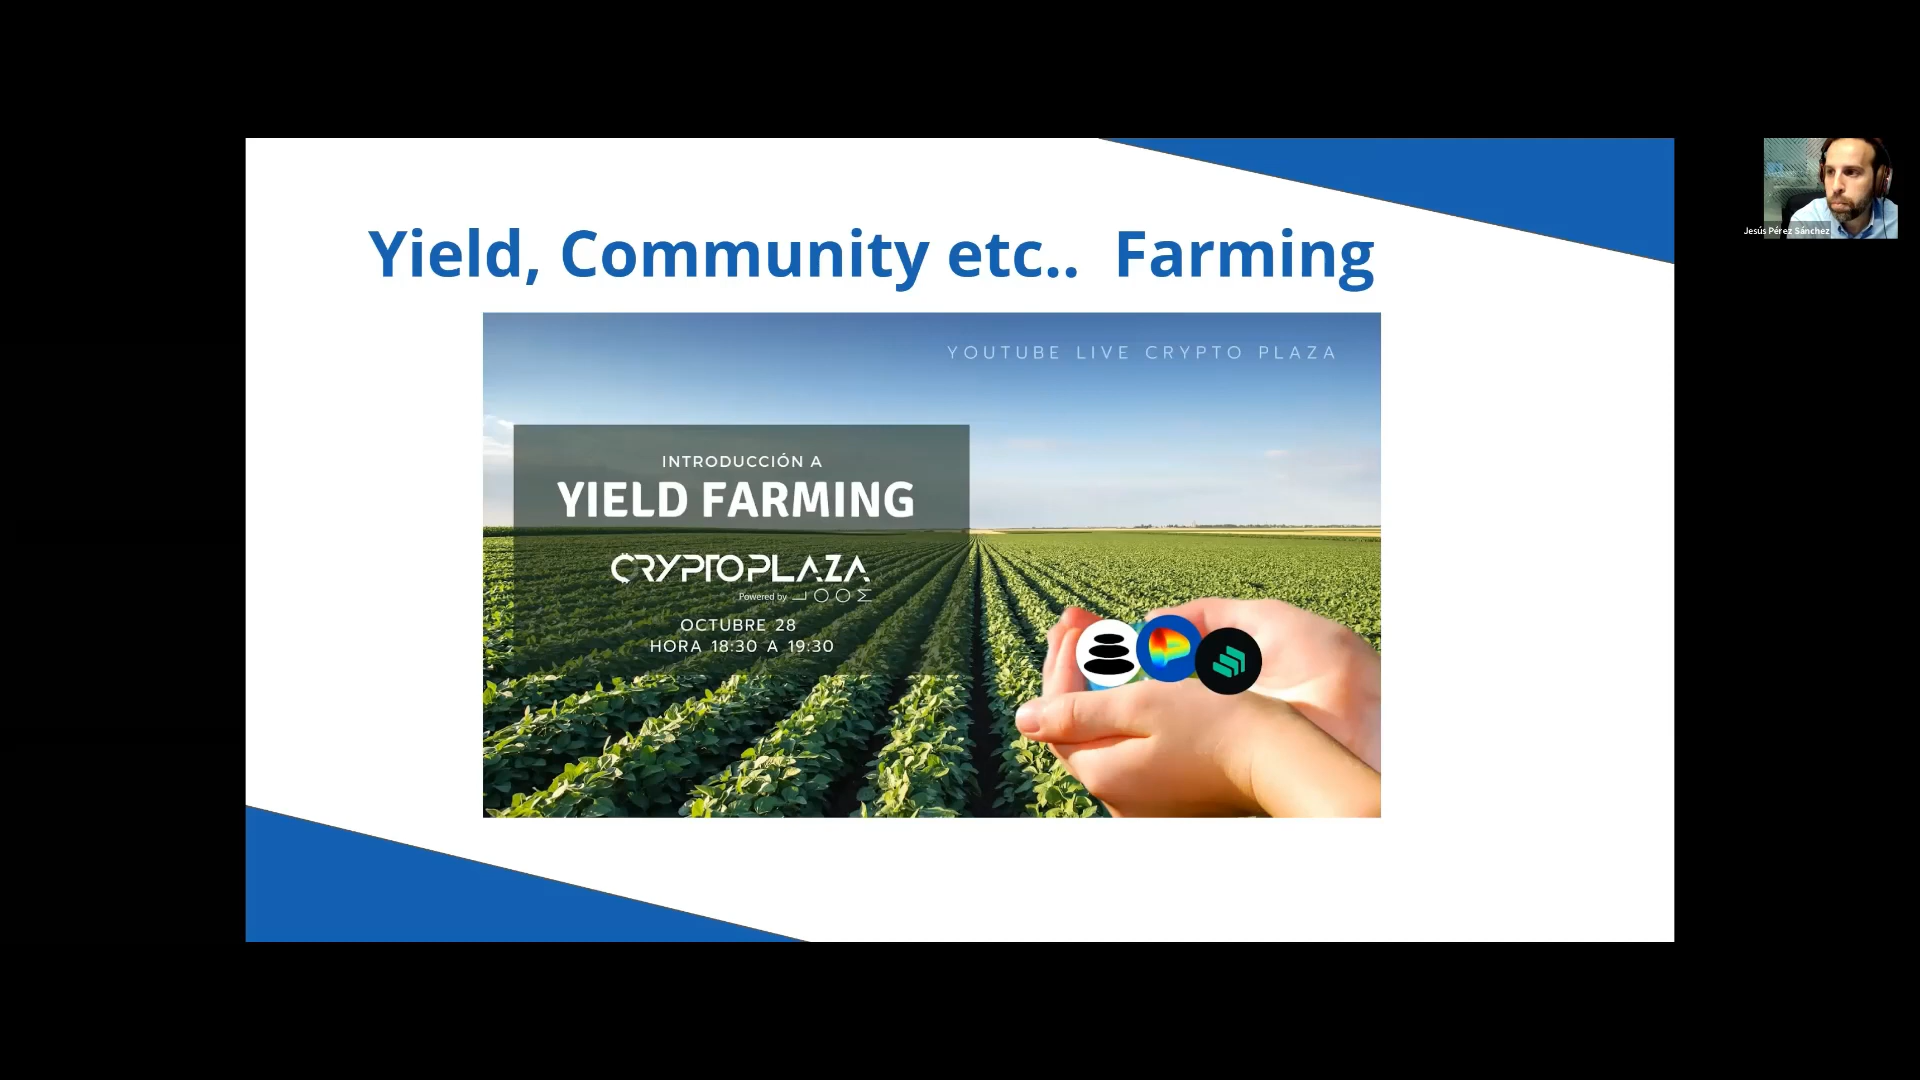 Yield, Community etc.. Farming
YOUTUBE LIVE CRYPTO PLAZA
INTRODUCCIÓN A
YIELD FARMING
CRYPTOPLAZA
Powered by
OCTUBRE 28
HORA 18:30 A 19:30
Jesús Pérez Sánchez